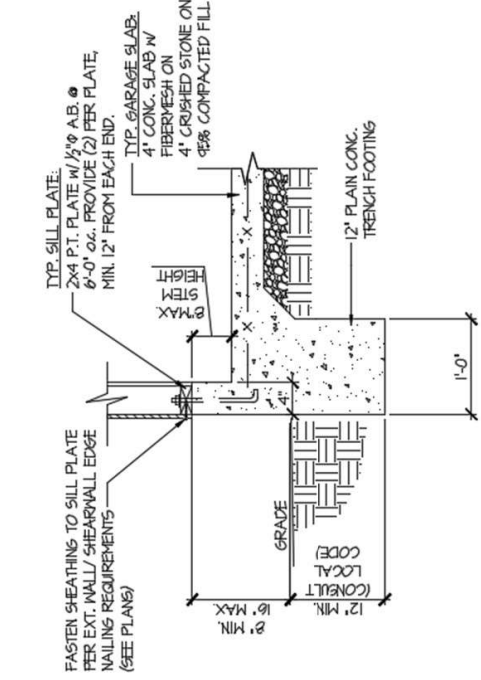 FASTEN SHEATHING TO SILL PLATE
PER EXT. WALL/ SHEARWALL EDGE
NAILING REQUIREMENTS
(SEE PLANS)
TYP. SILL PLATE:
2x4 P.T. PLATE W/ ½"Φ A.B. @
6'-0" o.c. PROVIDE (2) PER PLATE,
MIN. 12" FROM EACH END.
TYP. GARAGE SLAB:
4" CONC. SLAB W/
FIBERMESH ON
4" CRUSHED STONE ON
95% COMPACTED FILL
8"MAX.
STEM
HEIGHT
8" MIN.
16" MAX.
GRADE
4"
12" MIN.
(CONSULT
LOCAL
CODE)
12" PLAIN CONC.
TRENCH FOOTING
1'-0"